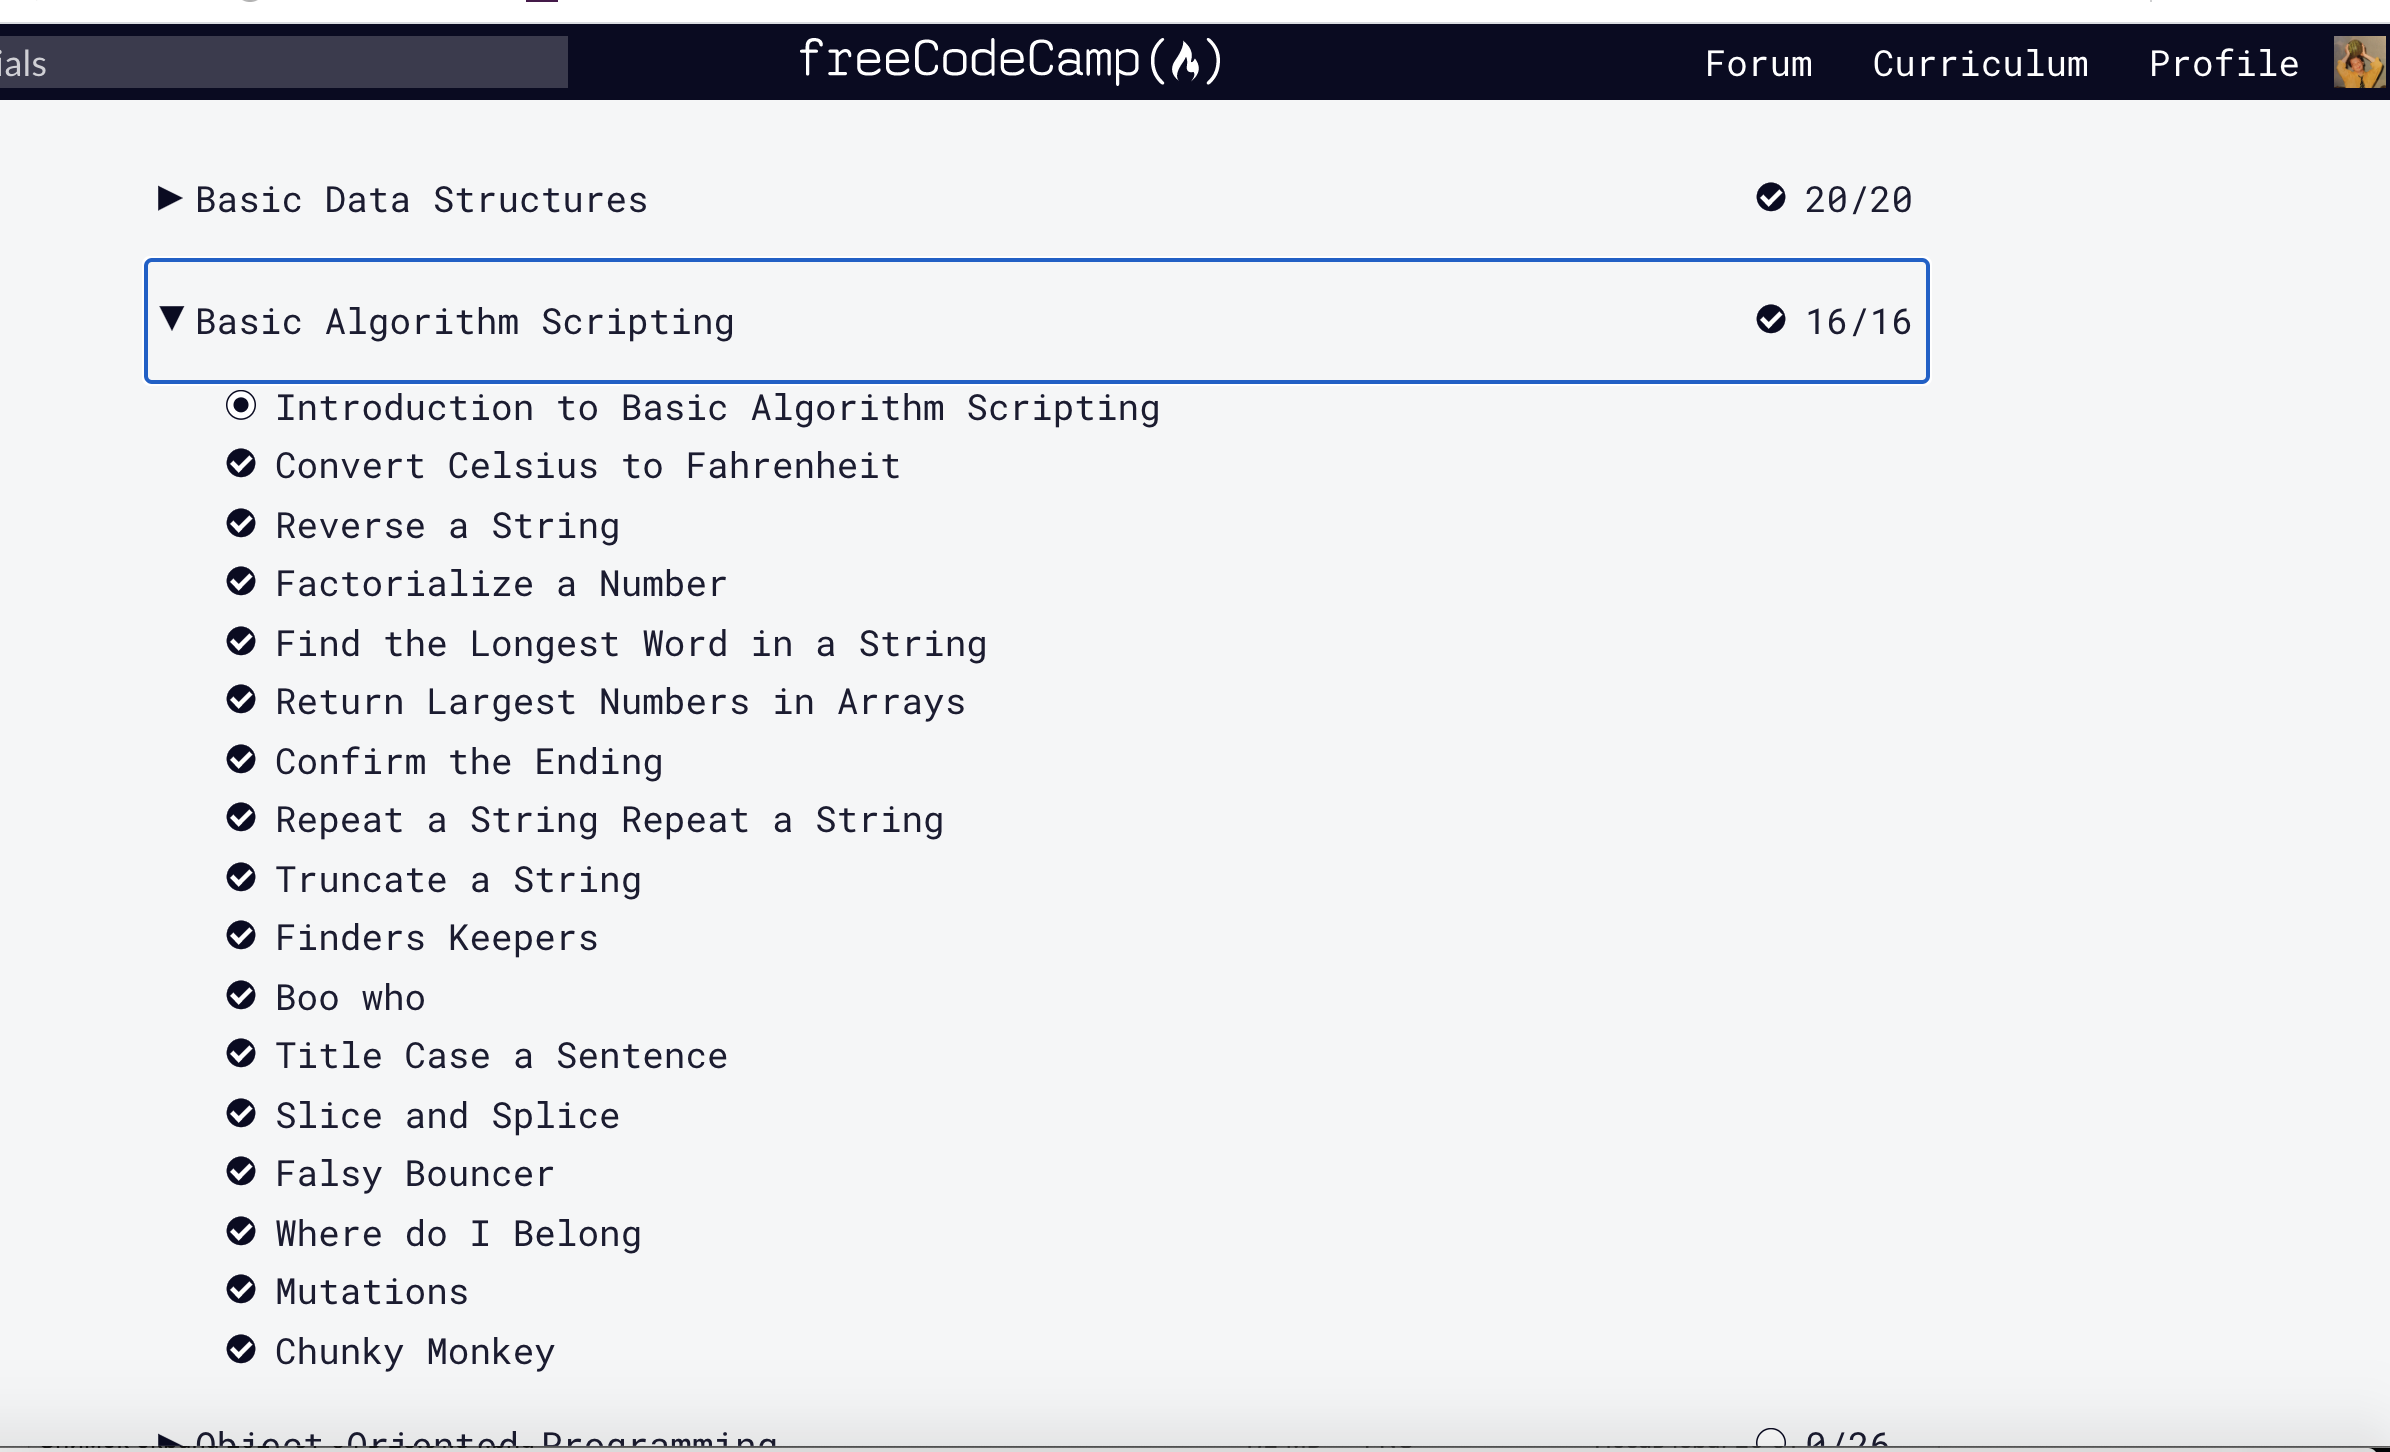 ials
freeCodeCamp
Forum Curriculum Profile
Basic Data Structures 20/20
Basic Algorithm Scripting 16/16
Introduction to Basic Algorithm Scripting
Convert Celsius to Fahrenheit
Reverse a String
Factorialize a Number
Find the Longest Word in a String
Return Largest Numbers in Arrays
Confirm the Ending
Repeat a String Repeat a String
Truncate a String
Finders Keepers
Boo who
Title Case a Sentence
Slice and Splice
Falsy Bouncer
Where do I Belong
Mutations
Chunky Monkey
Object Oriented Programming 0/26